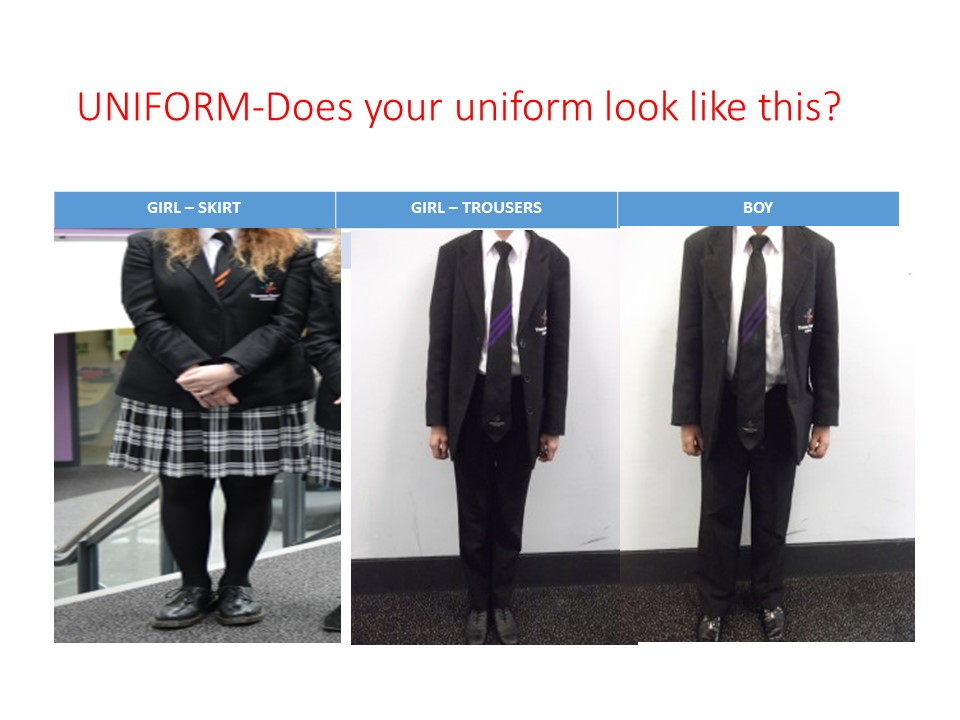 UNIFORM-Does your uniform look like this?
GIRL – SKIRT
GIRL – TROUSERS
BOY